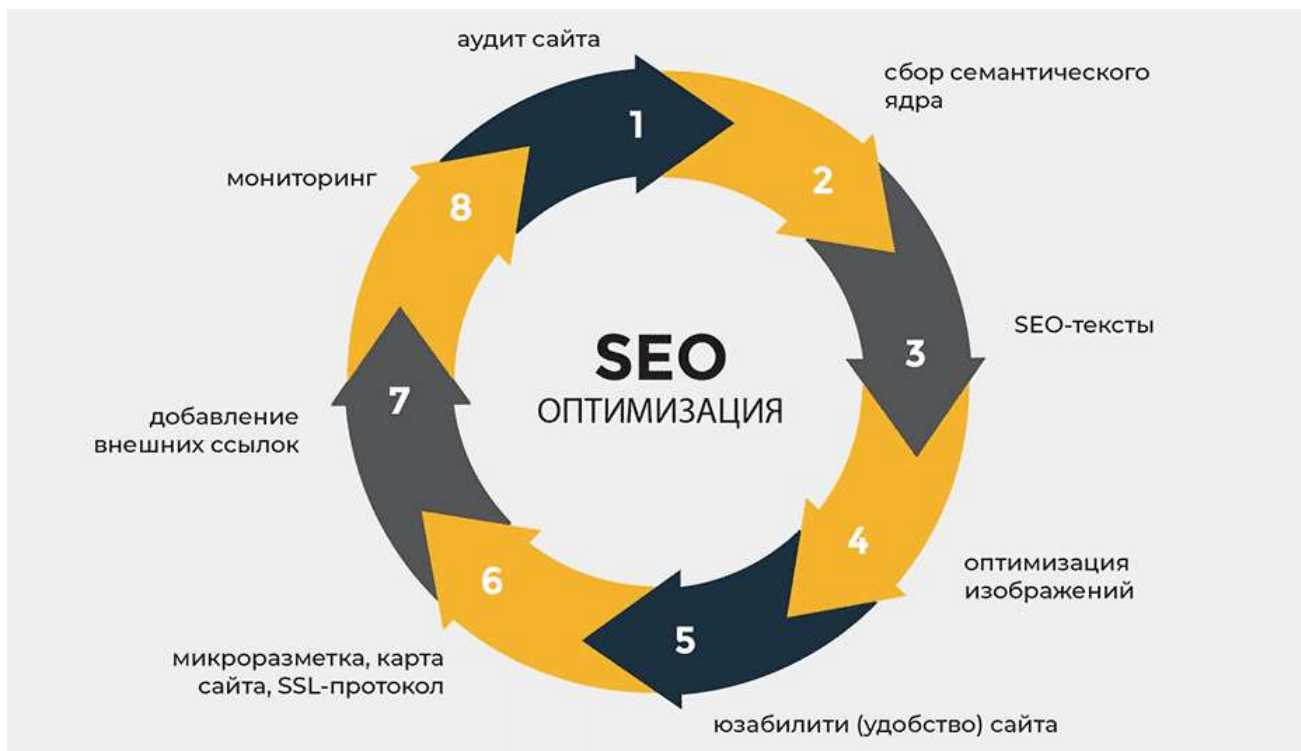 аудит сайта
1
сбор семантического
ядра
2
SEO-тексты
3
оптимизация
изображений
4
юзабилити (удобство) сайта
5
микроразметка, карта
сайта, SSL-протокол
6
добавление
внешних ссылок
7
мониторинг
8
SEO
ОПТИМИЗАЦИЯ